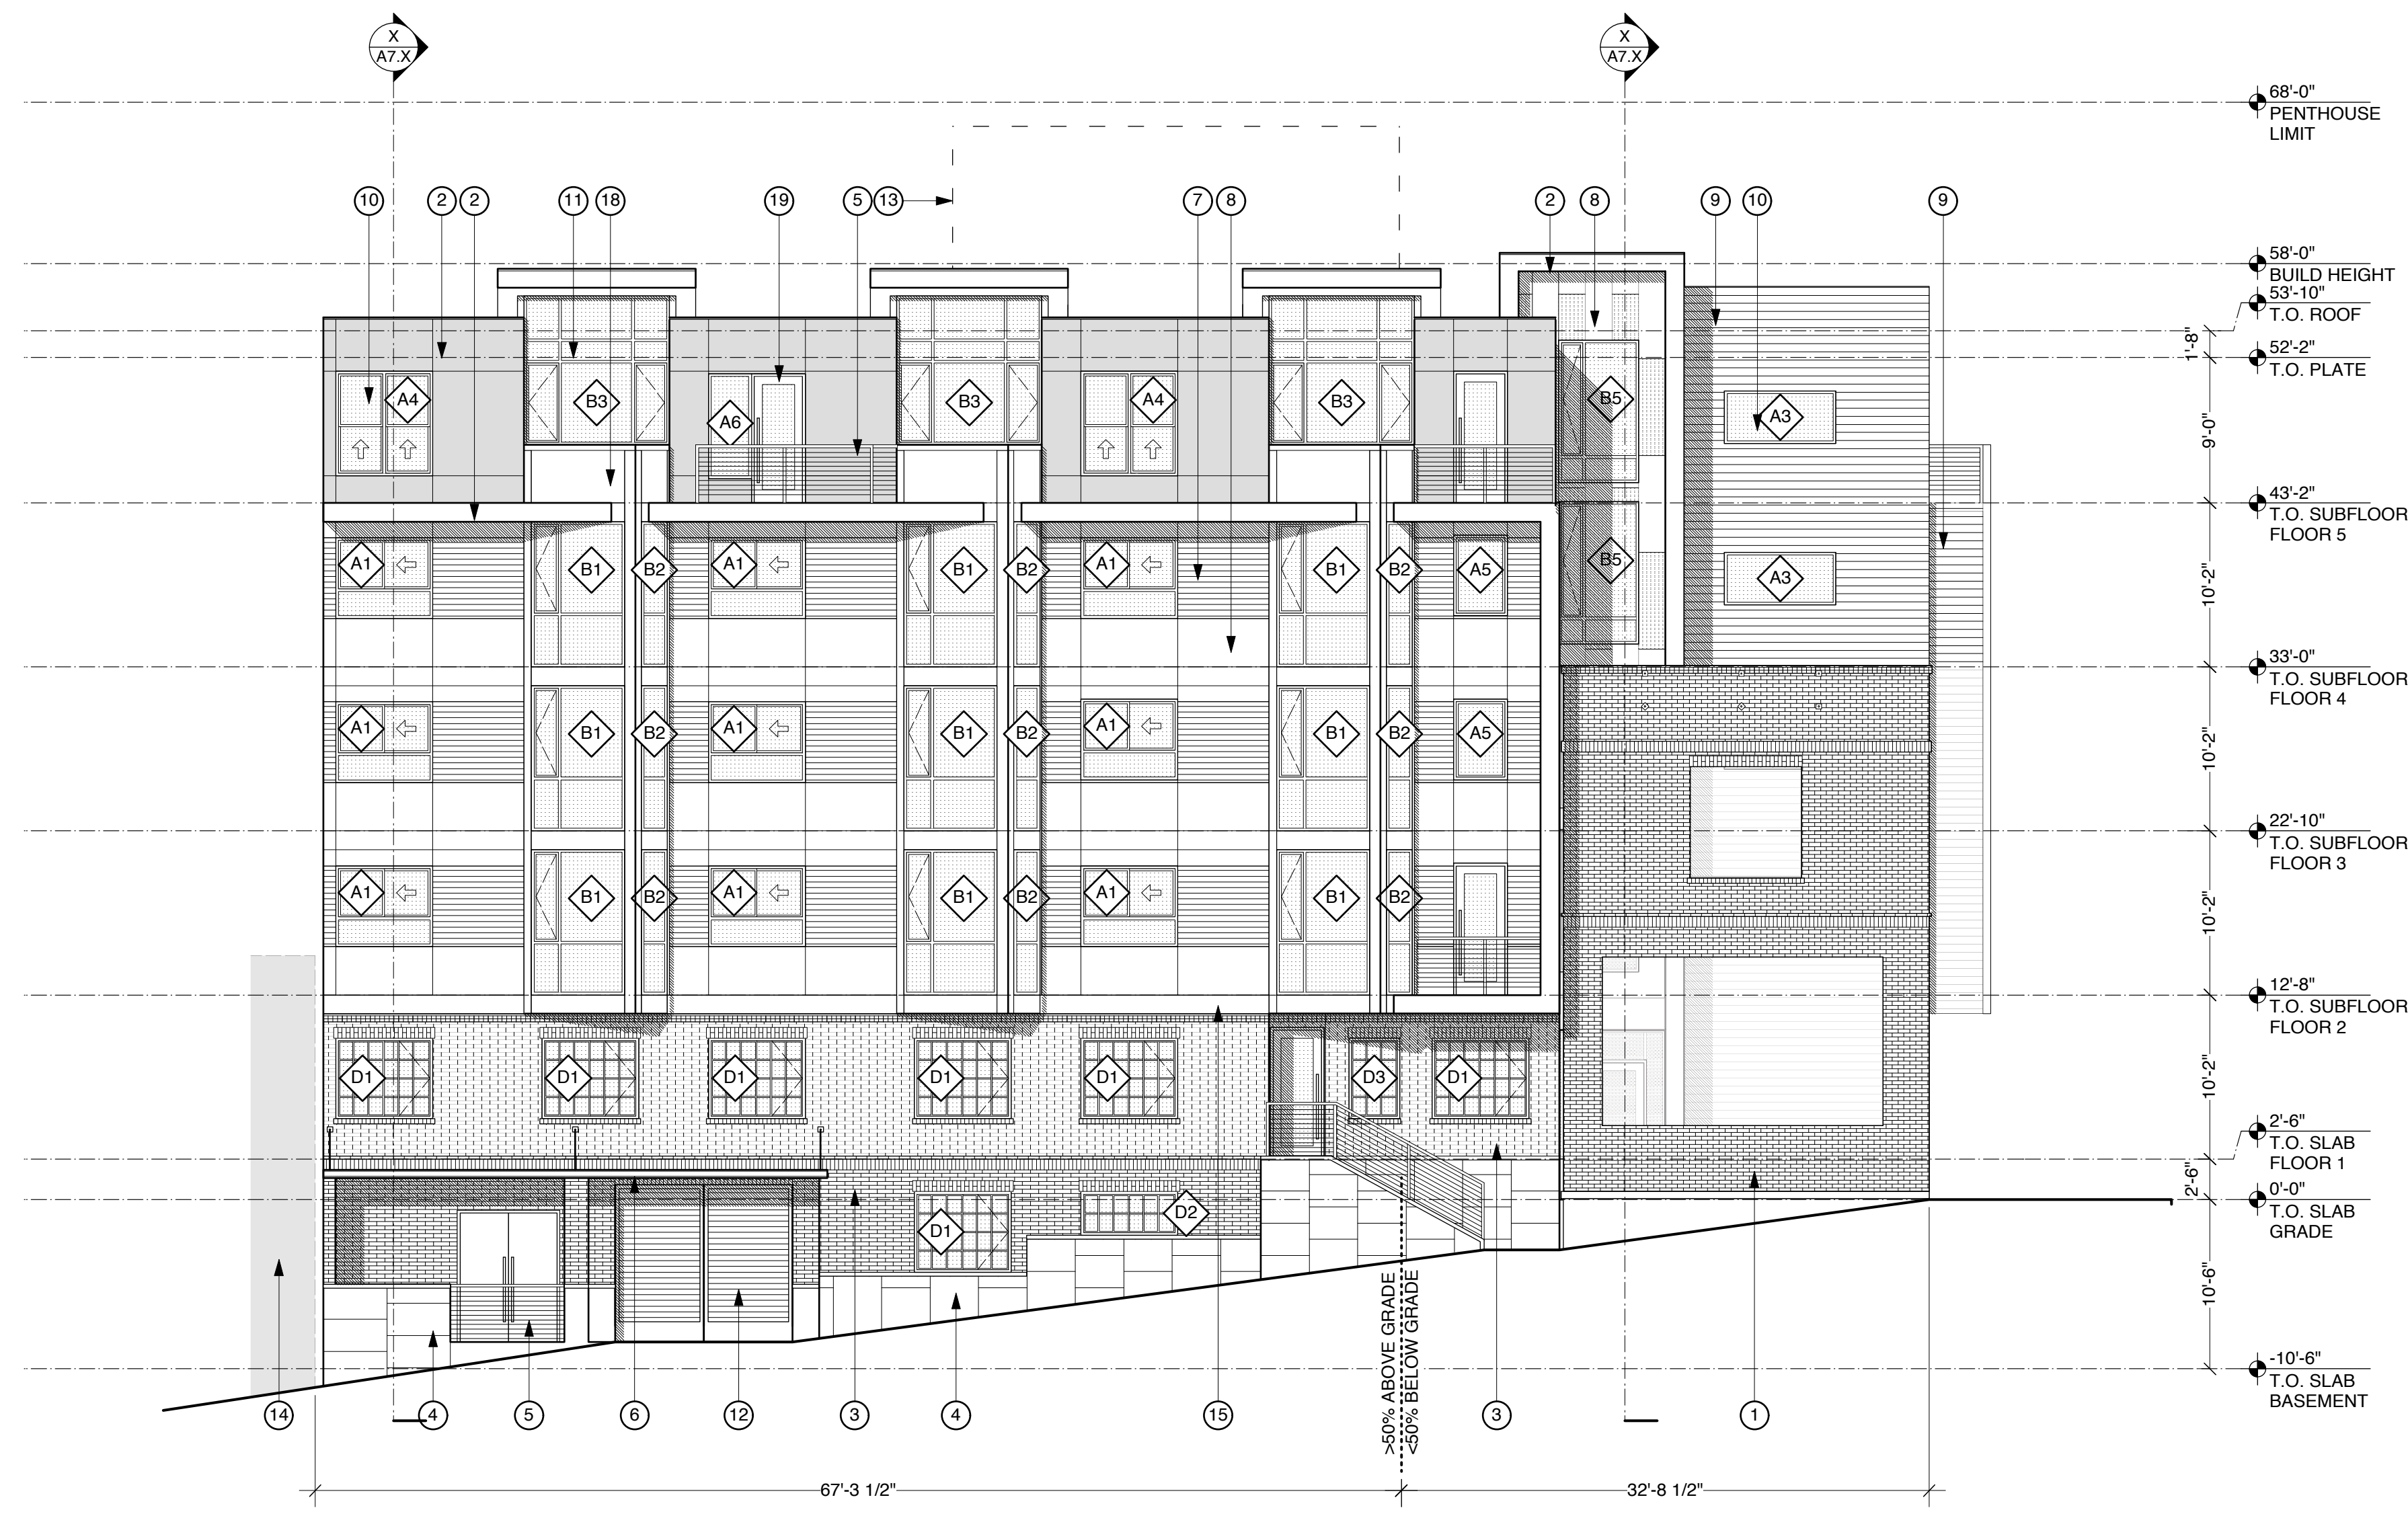 X
A7.X
X
A7.X
68'-0"
PENTHOUSE
LIMIT
10
2
2
11
18
19
5
13
7
8
2
8
9
10
9
58'-0"
BUILD HEIGHT
53'-10"
T.O. ROOF
1'-8"
52'-2"
T.O. PLATE
A4
B3
A6
B3
A4
B3
B5
A3
9'-0"
43'-2"
T.O. SUBFLOOR
FLOOR 5
A1
B1
B2
A1
B1
B2
A1
B1
B2
A5
B5
A3
10'-2"
33'-0"
T.O. SUBFLOOR
FLOOR 4
A1
B1
B2
A1
B1
B2
A1
B1
B2
A5
10'-2"
22'-10"
T.O. SUBFLOOR
FLOOR 3
A1
B1
B2
A1
B1
B2
A1
B1
B2
10'-2"
12'-8"
T.O. SUBFLOOR
FLOOR 2
D1
D1
D1
D1
D1
D3
D1
10'-2"
2'-6"
T.O. SLAB
FLOOR 1
2'-6"
0'-0"
T.O. SLAB
GRADE
D1
D2
10'-6"
-10'-6"
T.O. SLAB
BASEMENT
>50% ABOVE GRADE
<50% BELOW GRADE
14
4
5
6
12
3
4
15
3
1
67'-3 1/2"
32'-8 1/2"